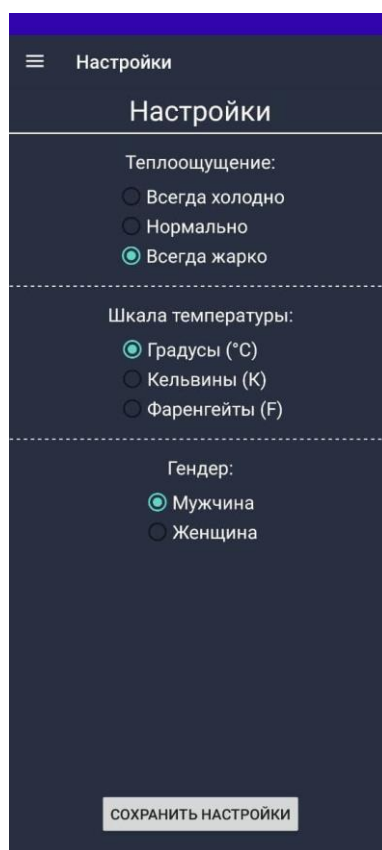 Настройки
Настройки
Теплоощущение:
Всегда холодно
Нормально
Всегда жарко
Шкала температуры:
Градусы (°C)
Кельвины (К)
Фаренгейты (F)
Гендер:
Мужчина
Женщина
СОХРАНИТЬ НАСТРОЙКИ